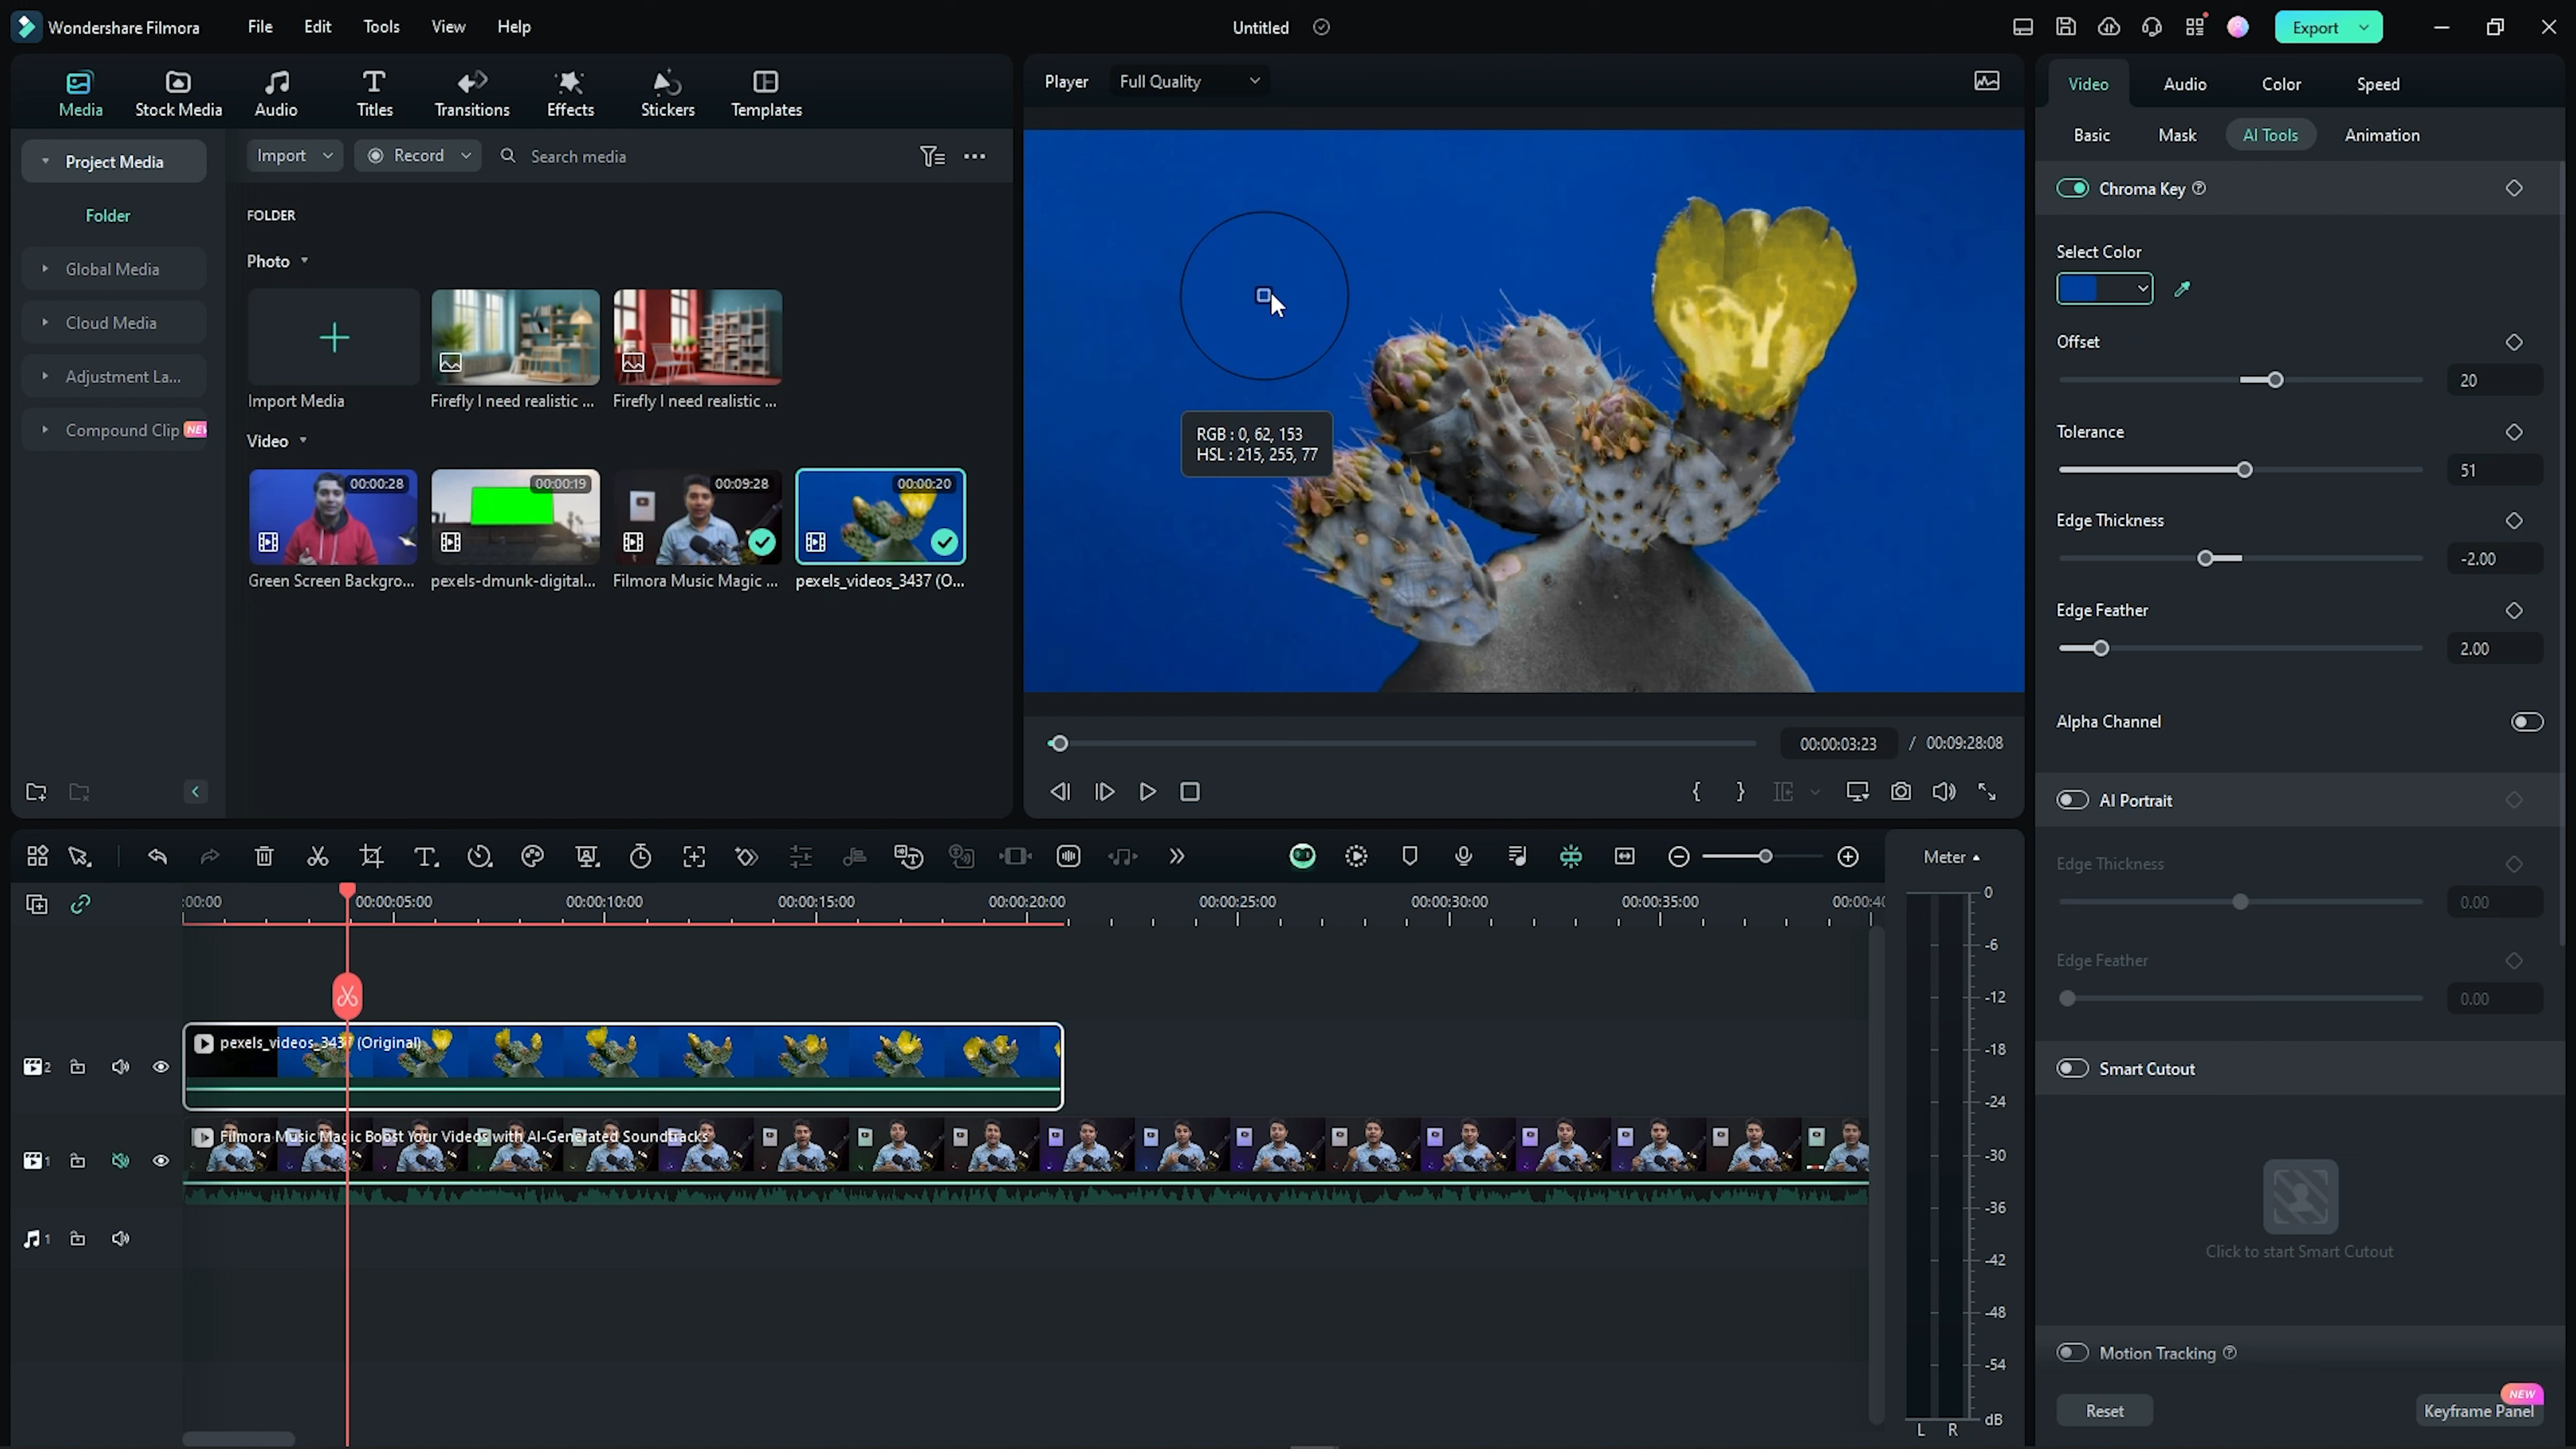 Wondershare Filmora
File
Edit
Tools
View
Help
Untitled
Export
Media
Stock Media
Audio
Titles
Transitions
Effects
Stickers
Templates
Player
Full Quality
Video
Audio
Color
Speed
Basic
Mask
AI Tools
Animation
Project Media
Folder
Global Media
Cloud Media
Adjustment La...
Compound Clip
Import
Record
Search media
FOLDER
Photo
Import Media
Firefly I need realistic ...
Firefly I need realistic ...
Video
00:00:28
00:00:19
00:09:28
00:00:20
Green Screen Backgro...
pexels-dmunk-digital...
Filmora Music Magic ...
pexels_videos_3437 (O...
RGB : 0, 62, 153
HSL : 215, 255, 77
00:00:03:23 / 00:09:28:08
Chroma Key
Select Color
Offset
20
Tolerance
51
Edge Thickness
-2.00
Edge Feather
2.00
Alpha Channel
AI Portrait
Edge Thickness
0.00
Edge Feather
0.00
Smart Cutout
Click to start Smart Cutout
Motion Tracking
Reset
NEW
Keyframe Panel
Meter
:00:00
00:00:05:00
00:00:10:00
00:00:15:00
00:00:20:00
00:00:25:00
00:00:30:00
00:00:35:00
00:00:40
2
pexels_videos_3437 (Original)
1
Filmora Music Magic Boost Your Videos with AI-Generated Soundtracks
1
0
-6
-12
-18
-24
-30
-36
-42
-48
-54
dB
L R